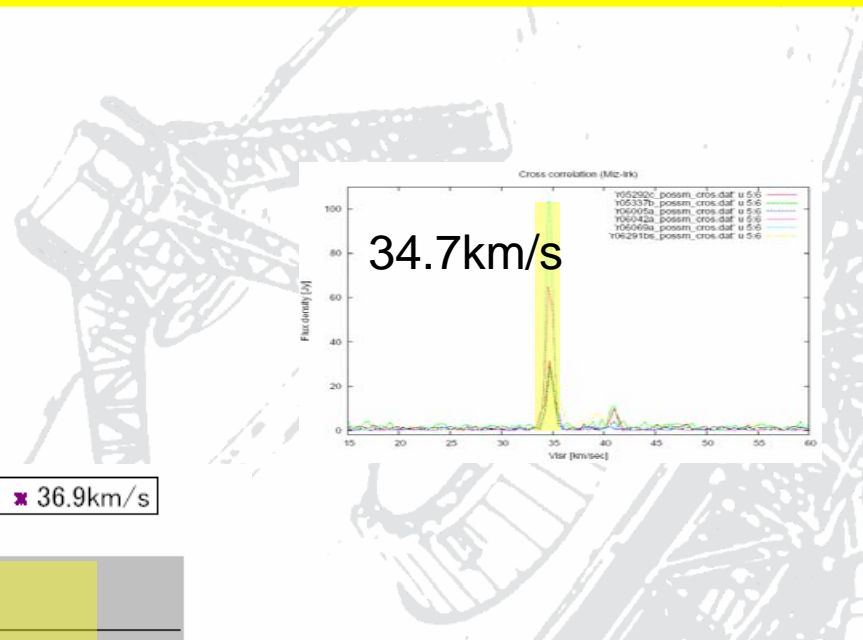 Cross correlation (Miz-Irk)
'r05292c_possm_cros.dat' u 5:6
'r05337b_possm_cros.dat' u 5:6
'r06005a_possm_cros.dat' u 5:6
'r06042a_possm_cros.dat' u 5:6
'r06069a_possm_cros.dat' u 5:6
'r06291bs_possm_cros.dat' u 5:6
34.7km/s
Flux density [Jy]
100
80
60
40
20
0
15 20 25 30 35 40 45 50 55 60
Vlsr [km/sec]
36.9km/s